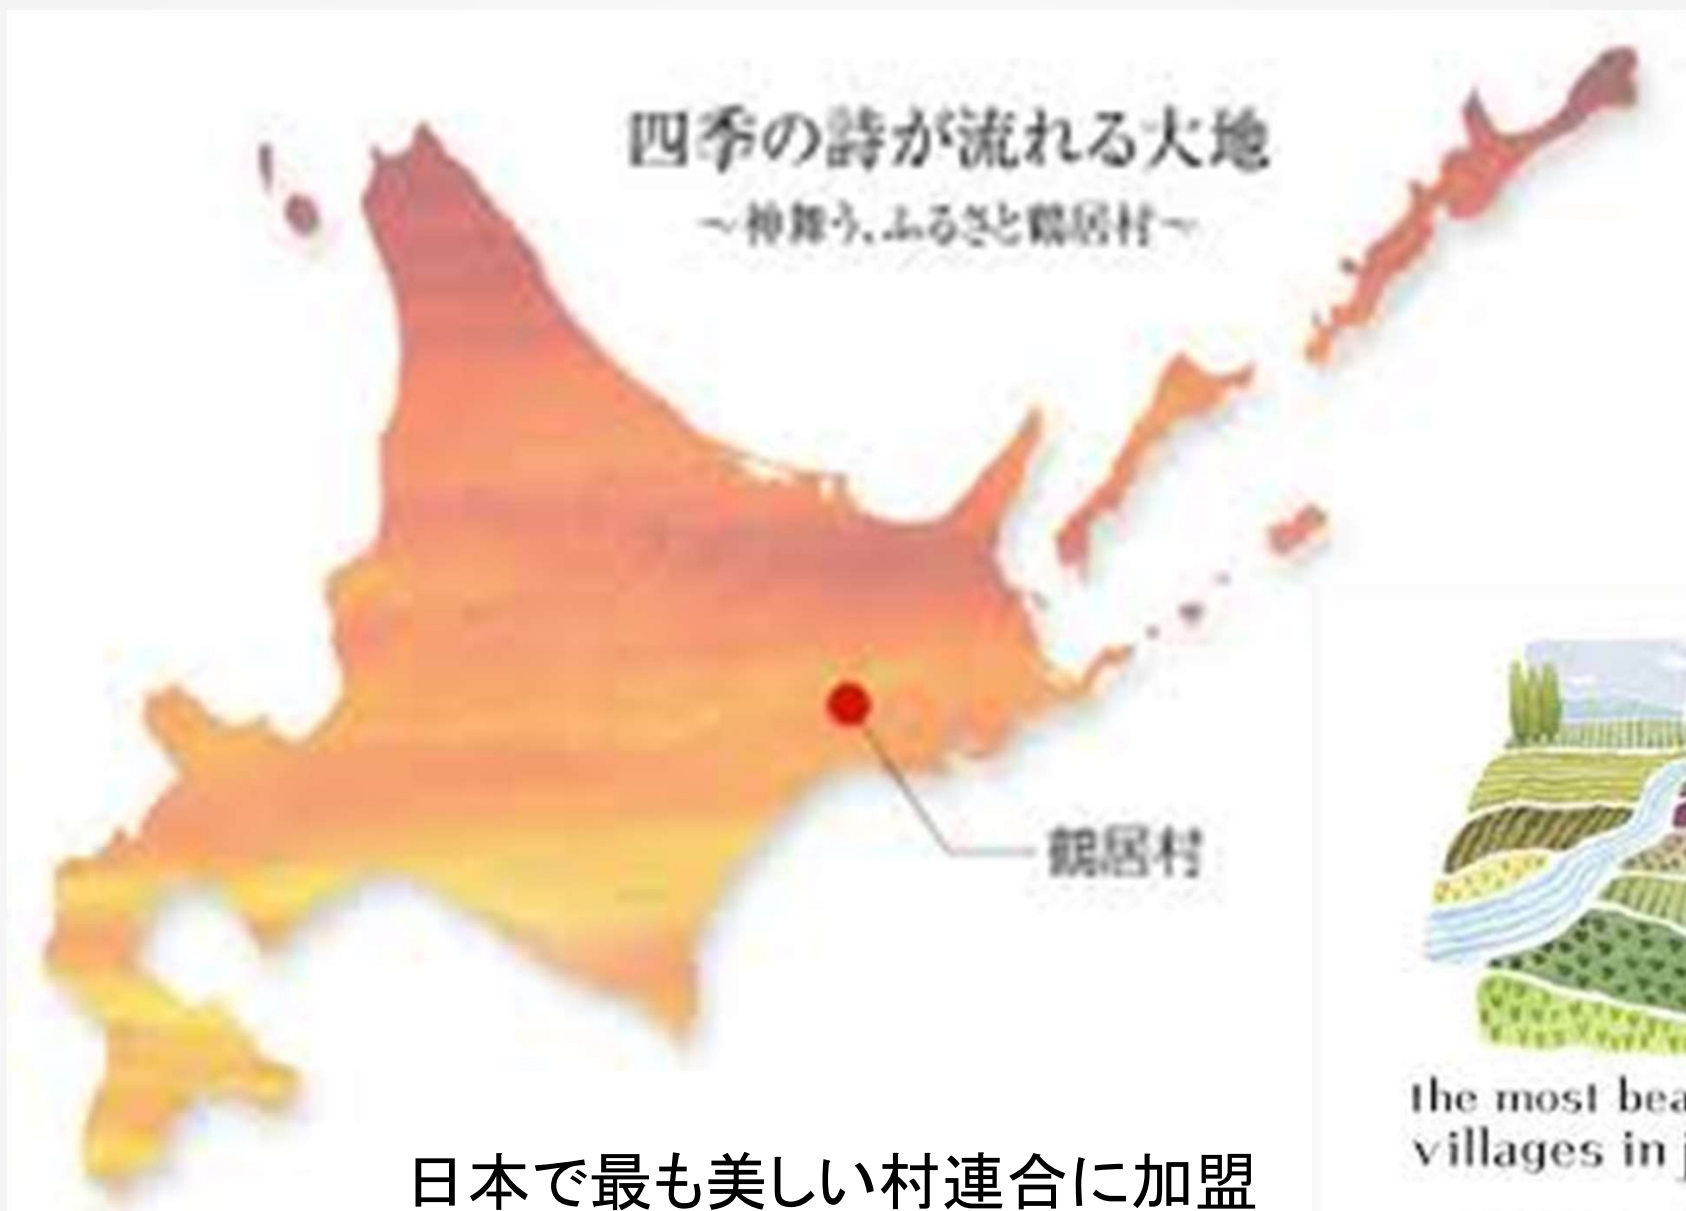 四季の詩が流れる大地
～神舞う、ふるさと鶴居村～
鶴居村
the most bea
villages in j
日本で最も美しい村連合に加盟